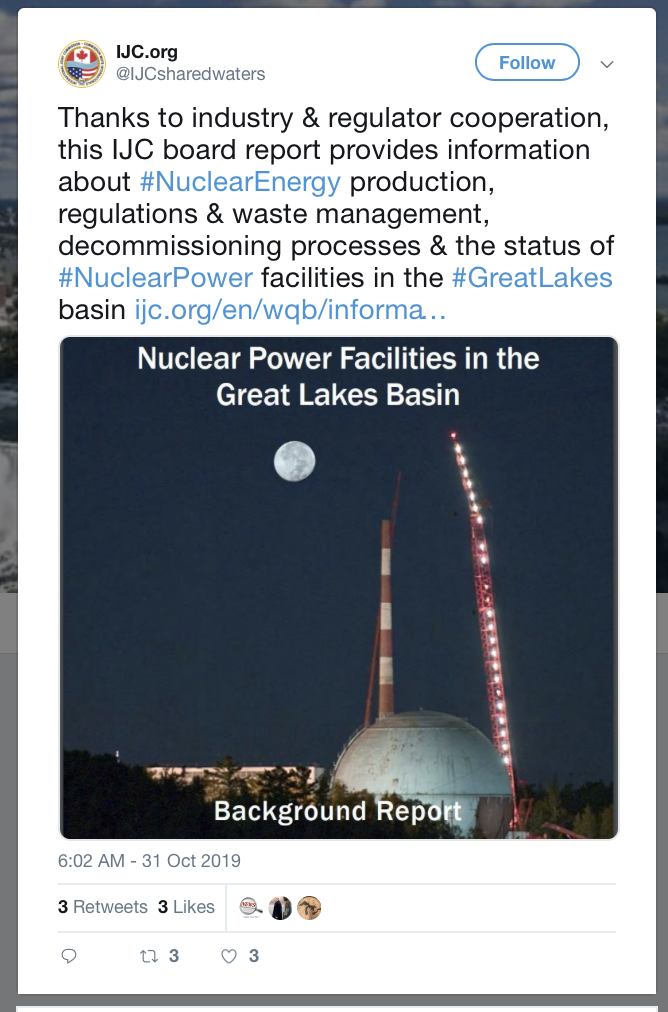 IJC.org
@IJCsharedwaters
Follow
Thanks to industry & regulator cooperation,
this IJC board report provides information
about #NuclearEnergy production,
regulations & waste management,
decommissioning processes & the status of
#NuclearPower facilities in the #GreatLakes
basin ijc.org/en/wqb/informa…
Nuclear Power Facilities in the
Great Lakes Basin
Background Report
6:02 AM - 31 Oct 2019
3 Retweets 3 Likes
3 3